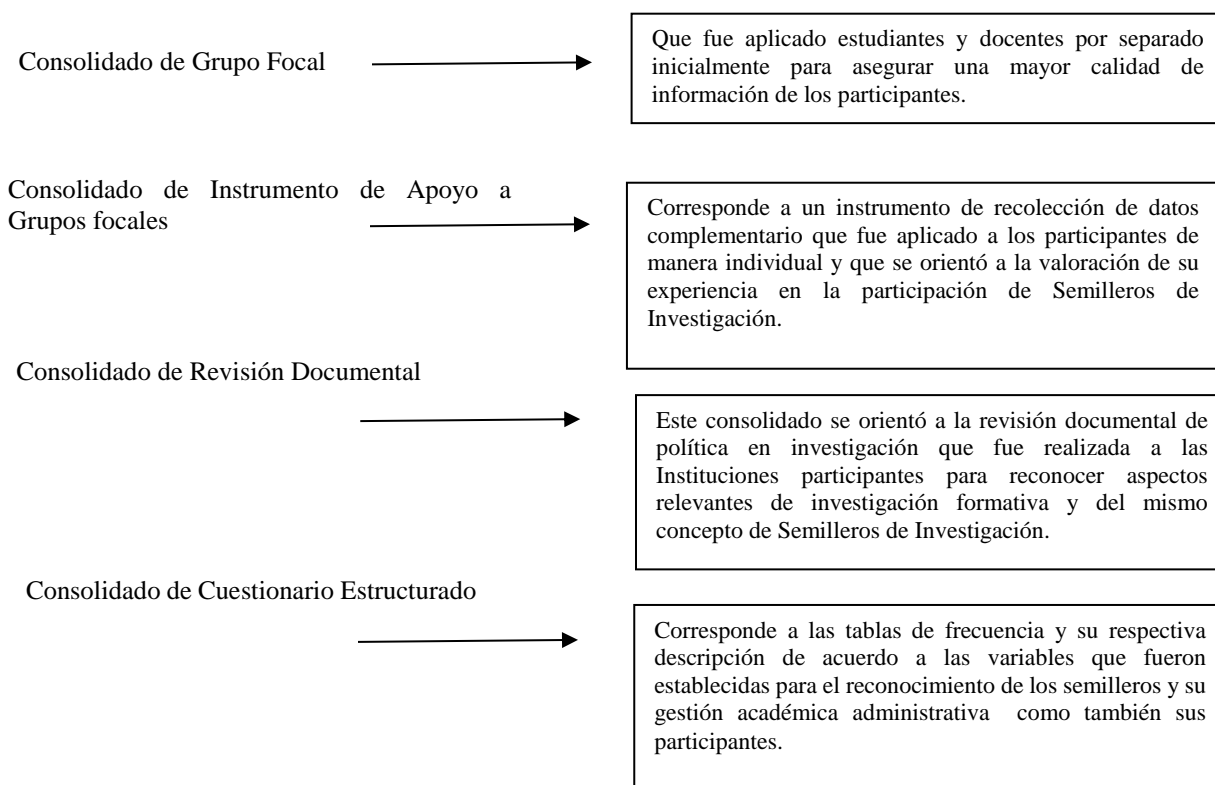 Consolidado de Grupo Focal
Que fue aplicado estudiantes y docentes por separado
inicialmente para asegurar una mayor calidad de
información de los participantes.
Consolidado de Instrumento de Apoyo a
Grupos focales
Corresponde a un instrumento de recolección de datos
complementario que fue aplicado a los participantes de
manera individual y que se orientó a la valoración de su
experiencia en la participación de Semilleros de
Investigación.
Consolidado de Revisión Documental
Este consolidado se orientó a la revisión documental de
política en investigación que fue realizada a las
Instituciones participantes para reconocer aspectos
relevantes de investigación formativa y del mismo
concepto de Semilleros de Investigación.
Consolidado de Cuestionario Estructurado
Corresponde a las tablas de frecuencia y su respectiva
descripción de acuerdo a las variables que fueron
establecidas para el reconocimiento de los semilleros y su
gestión académica administrativa como también sus
participantes.